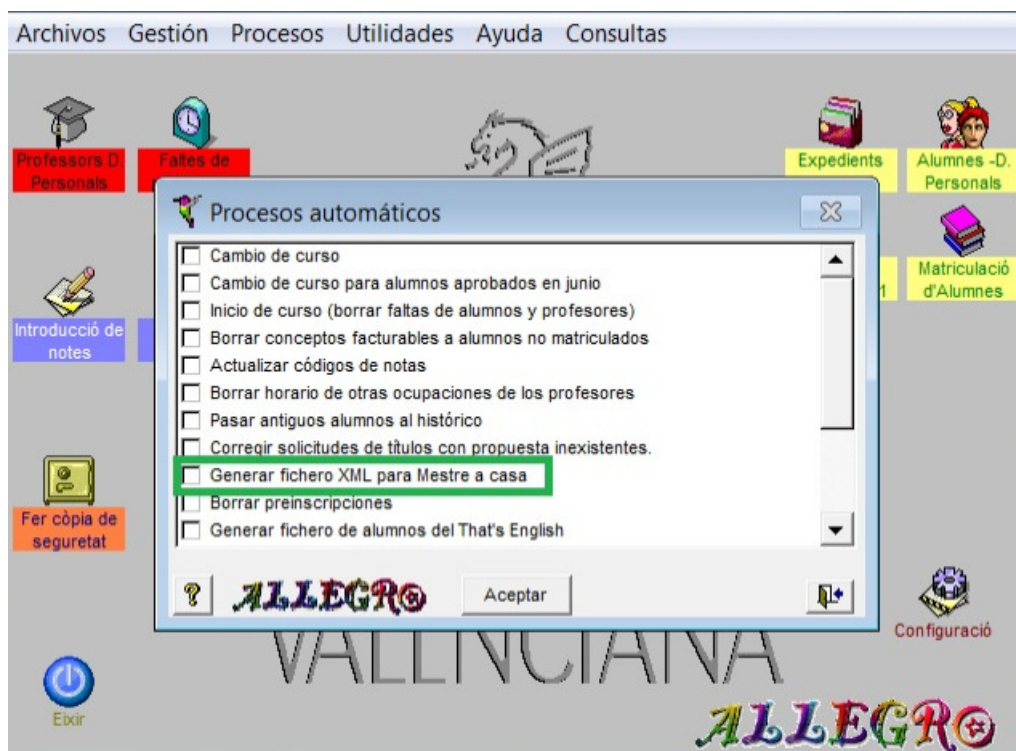 Archivos Gestión Procesos Utilidades Ayuda Consultas
Professors D.
Personals
Faltes de
Expedients
Alumnes -D.
Personals
Procesos automáticos
Cambio de curso
Cambio de curso para alumnos aprobados en junio
Inicio de curso (borrar faltas de alumnos y profesores)
Borrar conceptos facturables a alumnos no matriculados
Actualizar códigos de notas
Borrar horario de otras ocupaciones de los profesores
Pasar antiguos alumnos al histórico
Corregir solicitudes de títulos con propuesta inexistentes.
Generar fichero XML para Mestre a casa
Borrar preinscripciones
Generar fichero de alumnos del That's English
? ALLEGRO Aceptar
Matriculació
d'Alumnes
1
Introducció de
notes
Fer còpia de
seguretat
Configuració
VALENCIANA
Eixir
ALLEGRO